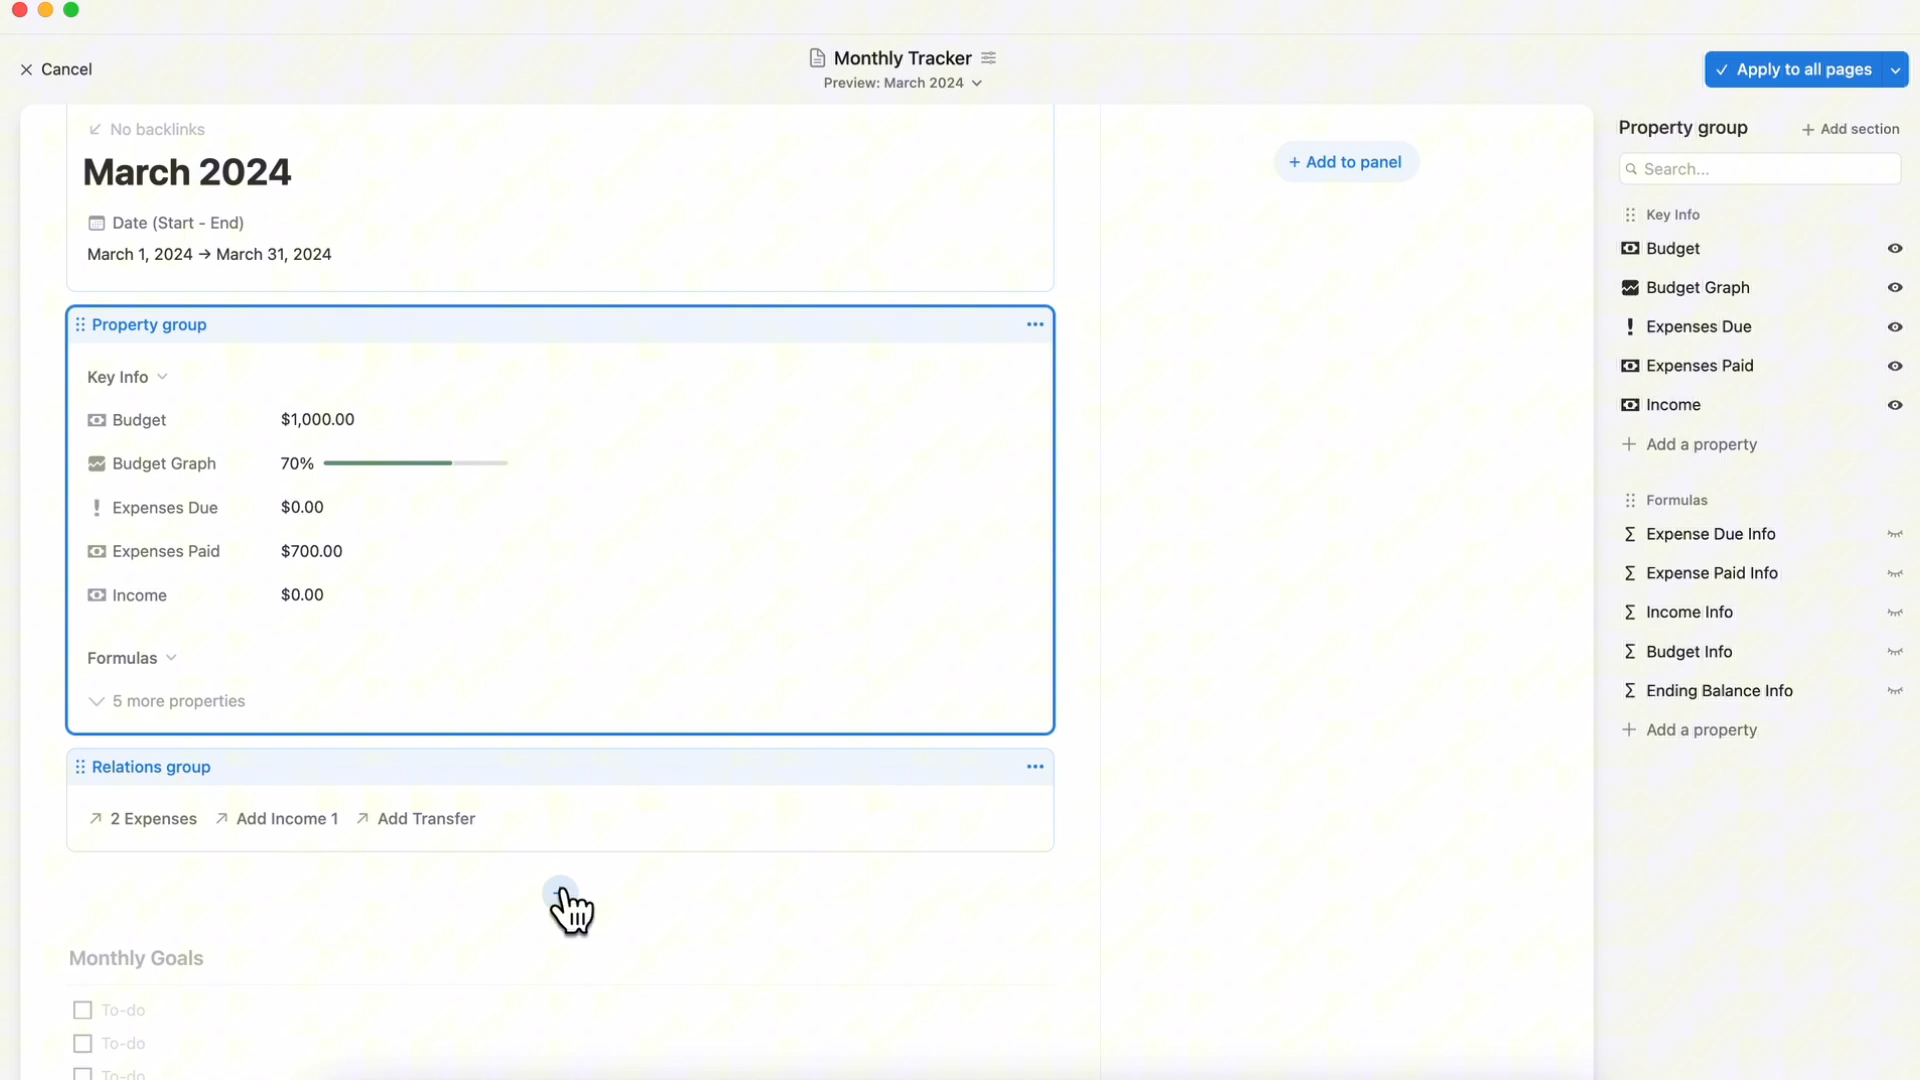 Cancel
Monthly Tracker
Preview: March 2024
Apply to all pages
No backlinks
March 2024
Date (Start - End)
March 1, 2024 → March 31, 2024
Property group
Key Info
Budget $1,000.00
Budget Graph 70%
Expenses Due $0.00
Expenses Paid $700.00
Income $0.00
Formulas
5 more properties
Relations group
2 Expenses Add Income 1 Add Transfer
Monthly Goals
To-do
To-do
To-do
+ Add to panel
Property group + Add section
Search...
Key Info
Budget
Budget Graph
Expenses Due
Expenses Paid
Income
+ Add a property
Formulas
Σ Expense Due Info
Σ Expense Paid Info
Σ Income Info
Σ Budget Info
Σ Ending Balance Info
+ Add a property